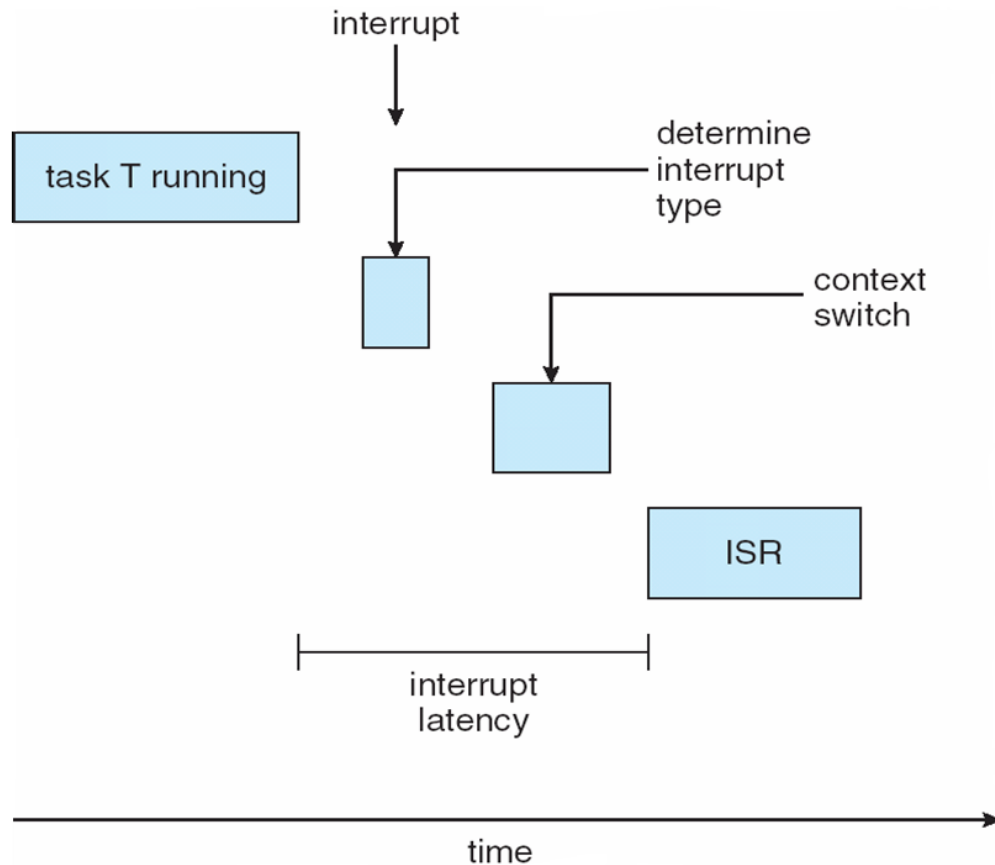 interrupt
task T running
determine
interrupt
type
context
switch
ISR
interrupt
latency
time